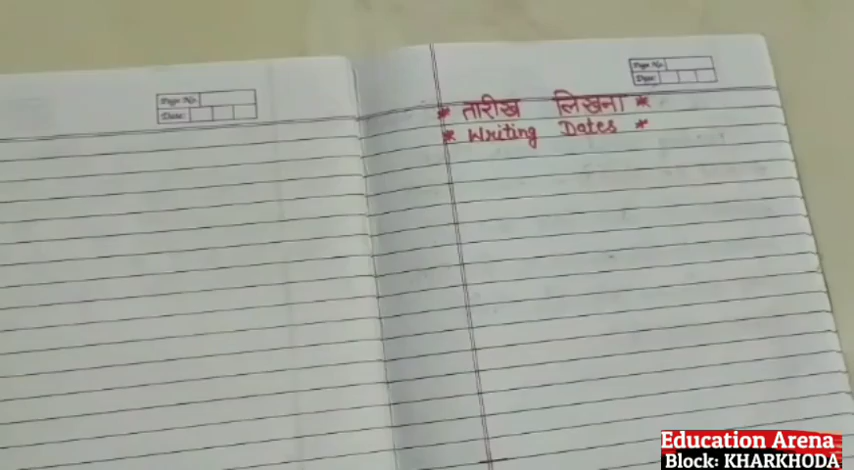 Page No.
Date:
Page No.
Date:
* तारीख लिखना *
* Writing Dates *
Education Arena
Block: KHARKHODA